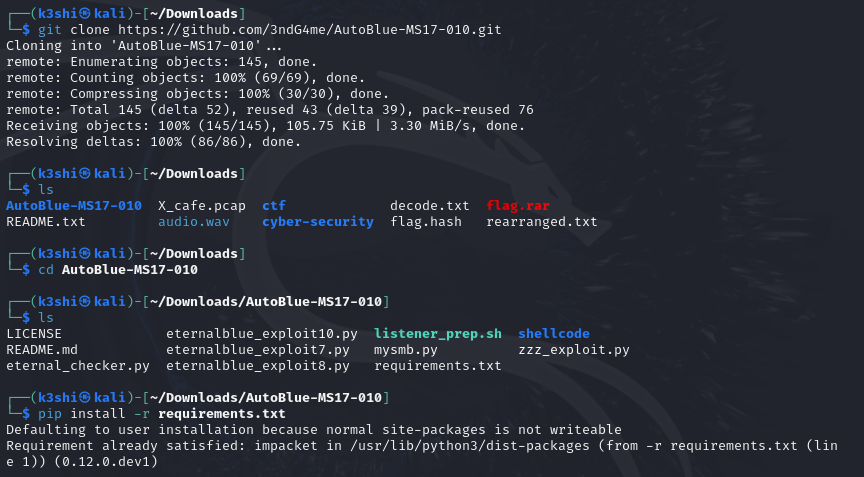 ┌──(k3shi㉿kali)-[~/Downloads]
└─$ git clone https://github.com/3ndG4me/AutoBlue-MS17-010.git
Cloning into 'AutoBlue-MS17-010'...
remote: Enumerating objects: 145, done.
remote: Counting objects: 100% (69/69), done.
remote: Compressing objects: 100% (30/30), done.
remote: Total 145 (delta 52), reused 43 (delta 39), pack-reused 76
Receiving objects: 100% (145/145), 105.75 KiB | 3.30 MiB/s, done.
Resolving deltas: 100% (86/86), done.
┌──(k3shi㉿kali)-[~/Downloads]
└─$ ls
AutoBlue-MS17-010  X_cafe.pcap  ctf             decode.txt  flag.rar
README.txt         audio.wav    cyber-security  flag.hash   rearranged.txt
┌──(k3shi㉿kali)-[~/Downloads]
└─$ cd AutoBlue-MS17-010
┌──(k3shi㉿kali)-[~/Downloads/AutoBlue-MS17-010]
└─$ ls
LICENSE             eternalblue_exploit10.py  listener_prep.sh  shellcode
README.md           eternalblue_exploit7.py   mysmb.py          zzz_exploit.py
eternal_checker.py  eternalblue_exploit8.py   requirements.txt
┌──(k3shi㉿kali)-[~/Downloads/AutoBlue-MS17-010]
└─$ pip install -r requirements.txt
Defaulting to user installation because normal site-packages is not writeable
Requirement already satisfied: impacket in /usr/lib/python3/dist-packages (from -r requirements.txt (lin
e 1)) (0.12.0.dev1)